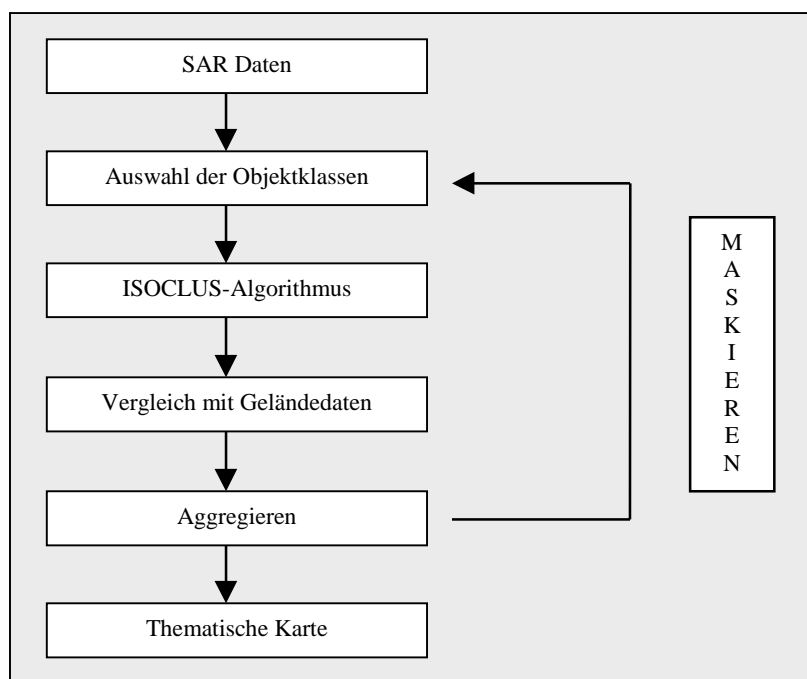 SAR Daten
Auswahl der Objektklassen
ISOCLUS-Algorithmus
Vergleich mit Geländedaten
Aggregieren
Thematische Karte
M
A
S
K
I
E
R
E
N